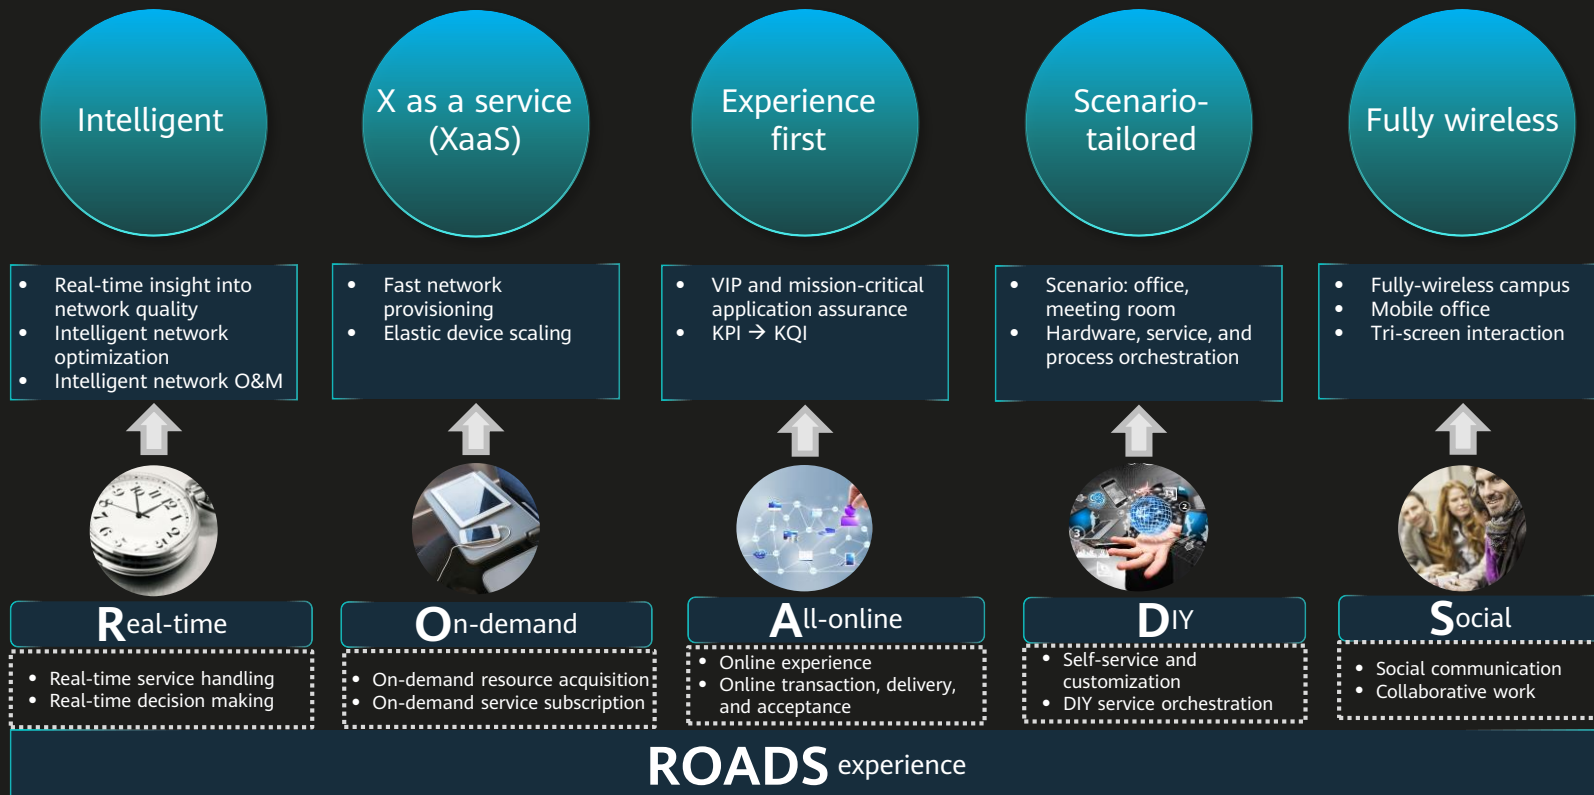 Intelligent
X as a service
(XaaS)
Experience
first
Scenario-
tailored
Fully wireless
• Real-time insight into
network quality
• Intelligent network
optimization
• Intelligent network O&M
• Fast network
provisioning
• Elastic device scaling
• VIP and mission-critical
application assurance
• KPI → KQI
• Scenario: office,
meeting room
• Hardware, service, and
process orchestration
• Fully-wireless campus
• Mobile office
• Tri-screen interaction
Real-time
• Real-time service handling
• Real-time decision making
On-demand
• On-demand resource acquisition
• On-demand service subscription
All-online
• Online experience
• Online transaction, delivery,
and acceptance
DIY
• Self-service and
customization
• DIY service orchestration
Social
• Social communication
• Collaborative work
ROADS experience